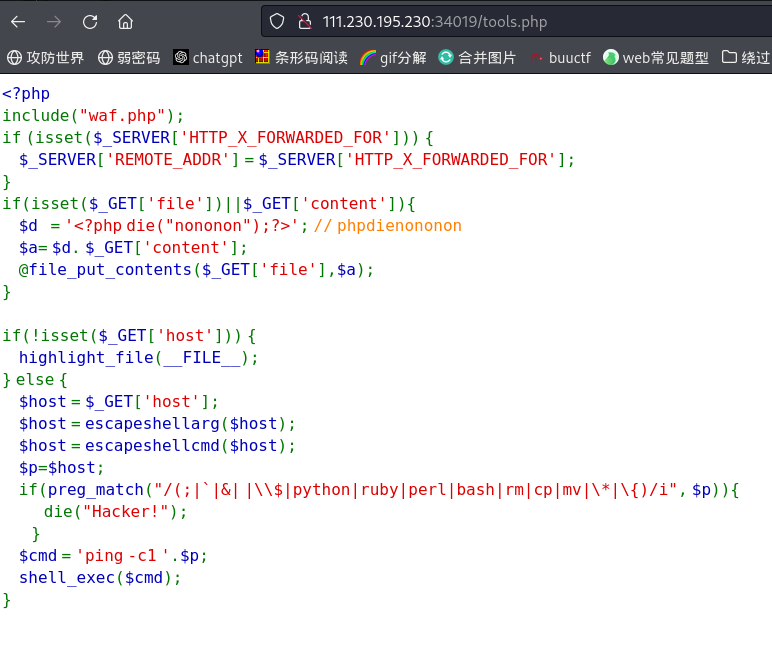 111.230.195.230:34019/tools.php
攻防世界 弱密码 chatgpt 条形码阅读 gif分解 合并图片 buuctf web常见题型 绕过
<?php
include("waf.php");
if (isset($_SERVER['HTTP_X_FORWARDED_FOR'])) {
  $_SERVER['REMOTE_ADDR'] = $_SERVER['HTTP_X_FORWARDED_FOR'];
}
if(isset($_GET['file'])||$_GET['content']){
  $d  = '<?php die("nononon");?>'; // phpdienononon
  $a= $d. $_GET['content'];
  @file_put_contents($_GET['file'],$a);
}
if(!isset($_GET['host'])) {
  highlight_file(__FILE__);
} else {
  $host = $_GET['host'];
  $host = escapeshellarg($host);
  $host = escapeshellcmd($host);
  $p=$host;
  if(preg_match("/(;|`|&| |\\$|python|ruby|perl|bash|rm|cp|mv|\*|\{)/i", $p)){
     die("Hacker!");
    }
  $cmd = 'ping -c1 '.$p;
  shell_exec($cmd);
}